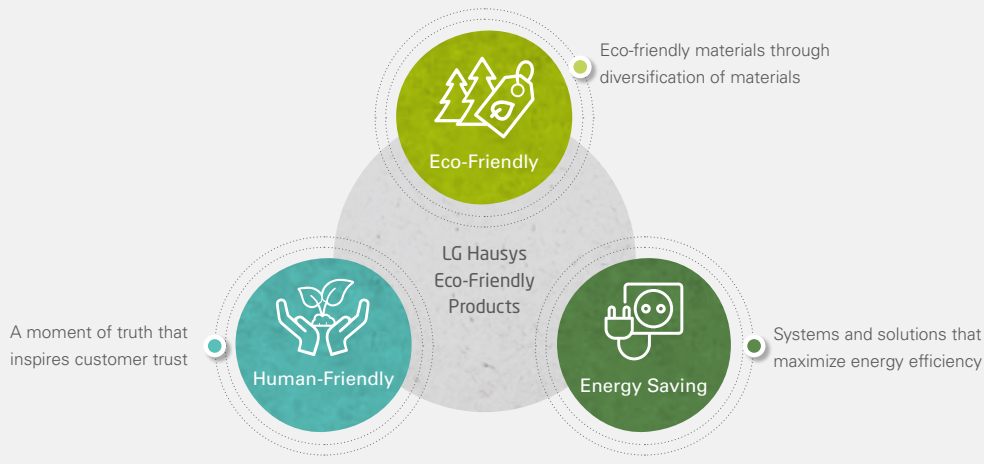 Eco-friendly materials through
diversification of materials
Eco-Friendly
LG Hausys
Eco-Friendly
Products
A moment of truth that
inspires customer trust
Human-Friendly
Energy Saving
Systems and solutions that
maximize energy efficiency